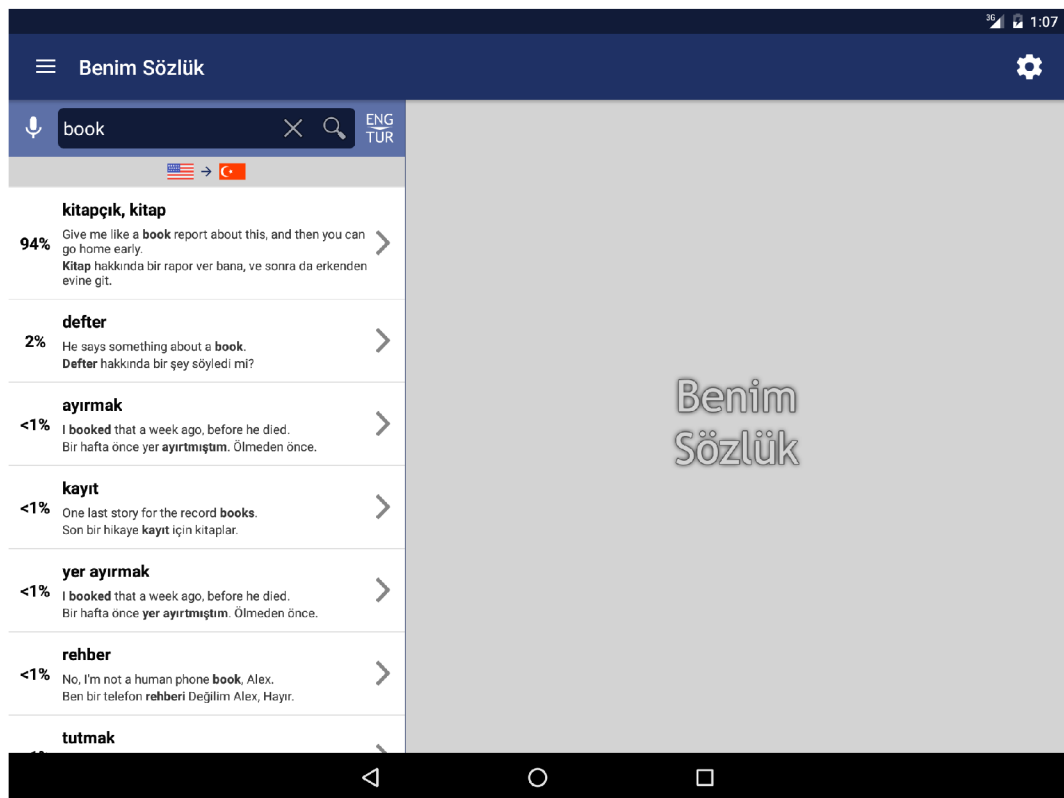 3G 1:07
Benim Sözlük
book
ENG
TUR
kitapçık, kitap
94%
Give me like a book report about this, and then you can
go home early.
Kitap hakkında bir rapor ver bana, ve sonra da erkenden
evine git.
defter
2%
He says something about a book.
Defter hakkında bir şey söyledi mi?
ayırmak
<1%
I booked that a week ago, before he died.
Bir hafta önce yer ayırtmıştım. Ölmeden önce.
kayıt
<1%
One last story for the record books.
Son bir hikaye kayıt için kitaplar.
yer ayırmak
<1%
I booked that a week ago, before he died.
Bir hafta önce yer ayırtmıştım. Ölmeden önce.
rehber
<1%
No, I'm not a human phone book, Alex.
Ben bir telefon rehberi Değilim Alex, Hayır.
tutmak
Benim
Sözlük